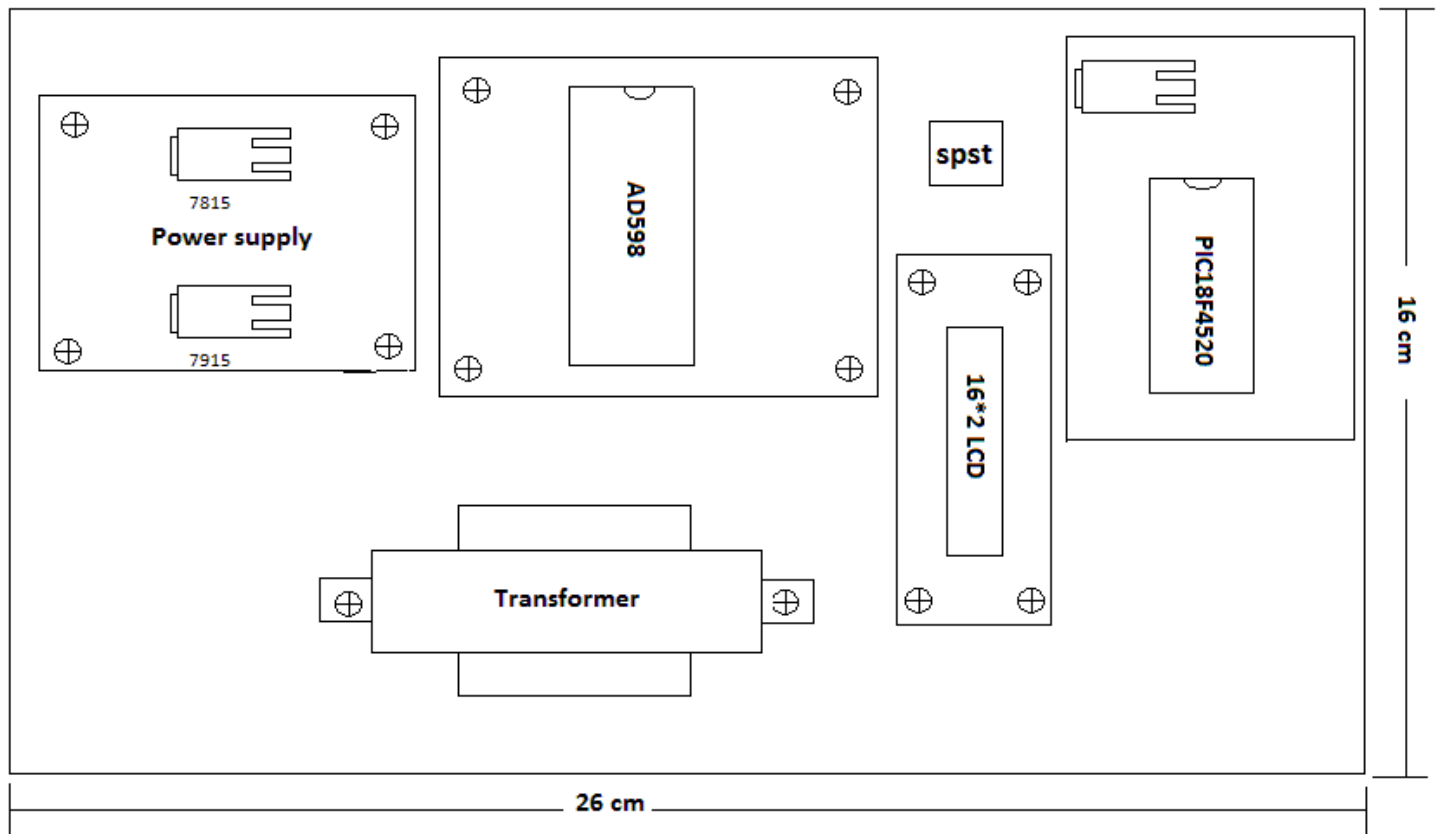 7815
Power supply
7915
AD598
spst
PIC18F4520
16*2 LCD
Transformer
16 cm
26 cm